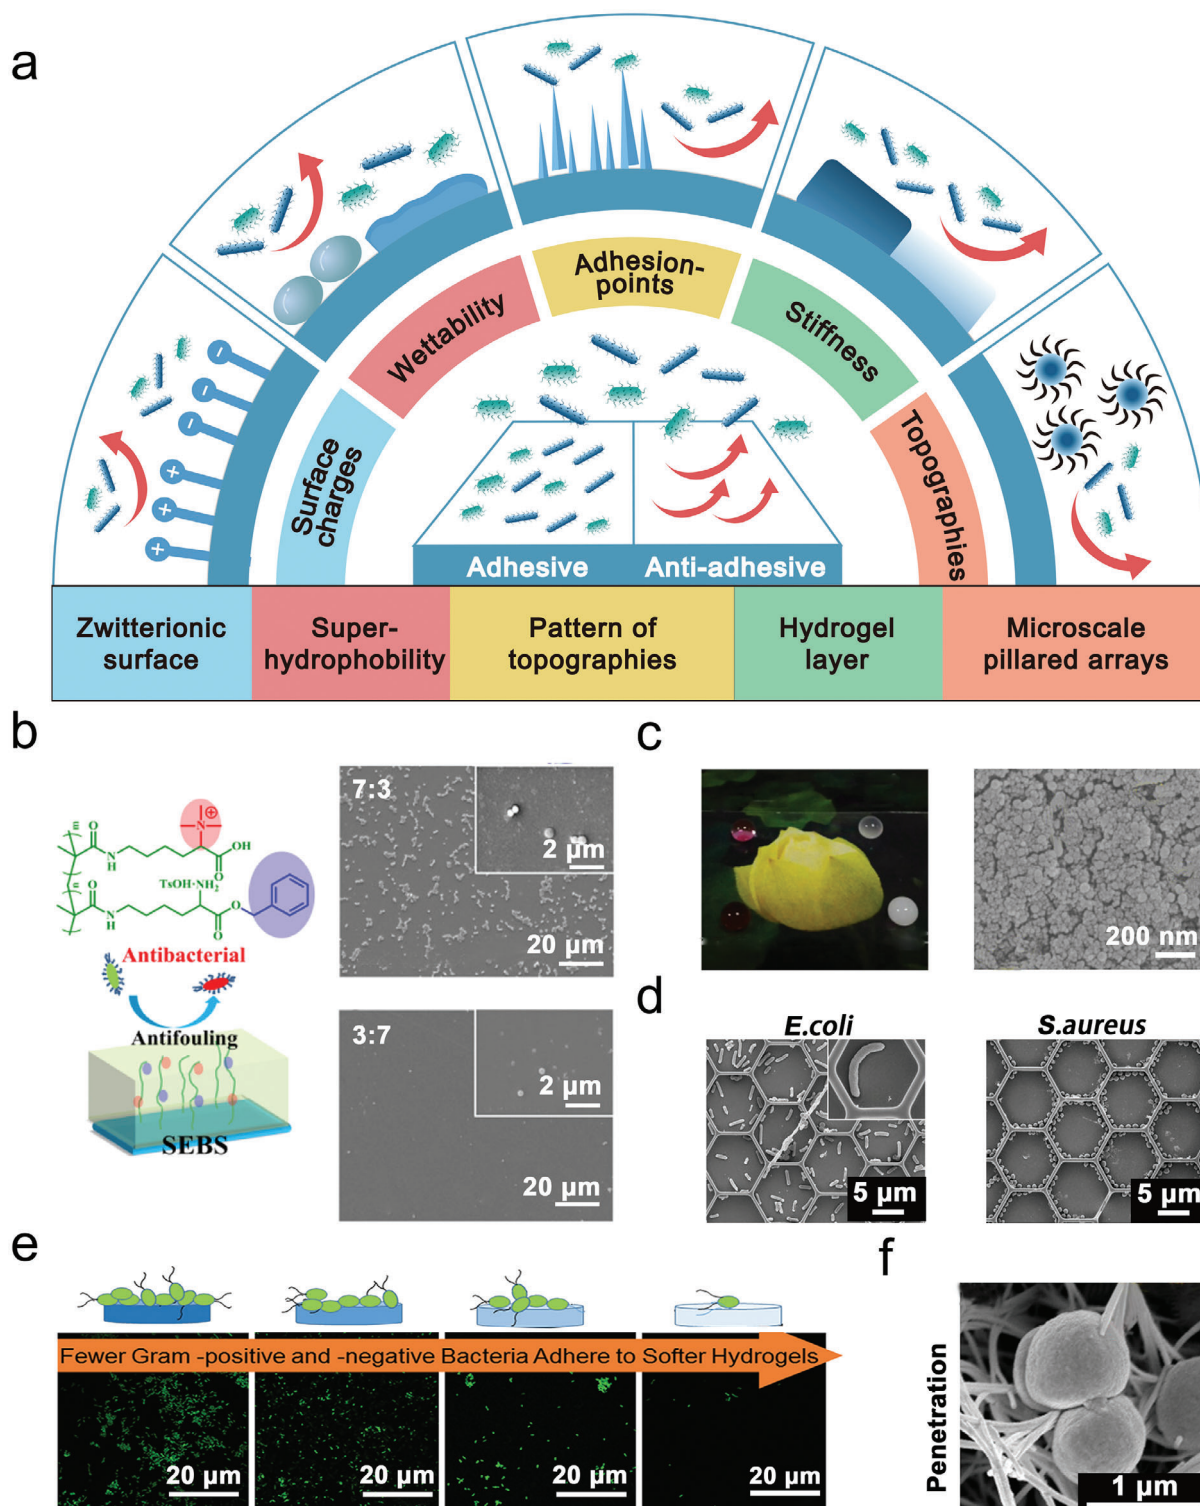 a
Adhesion-
points
Wettability
Stiffness
Surface
charges
Topographies
−
−
−
+
+
+
Adhesive
Anti-adhesive
Zwitterionic
surface
Super-
hydrophobility
Pattern of
topographies
Hydrogel
layer
Microscale
pillared arrays
b
m
O
N
H
N
⊕
OH
O
n
O
N
H
TsOH·NH2
O
O
Antibacterial
Antifouling
SEBS
7:3
2 µm
20 µm
3:7
2 µm
20 µm
c
200 nm
d
E.coli
5 µm
S.aureus
5 µm
e
Fewer Gram -positive and -negative Bacteria Adhere to Softer Hydrogels
20 µm
20 µm
20 µm
20 µm
f
Penetration
1 µm